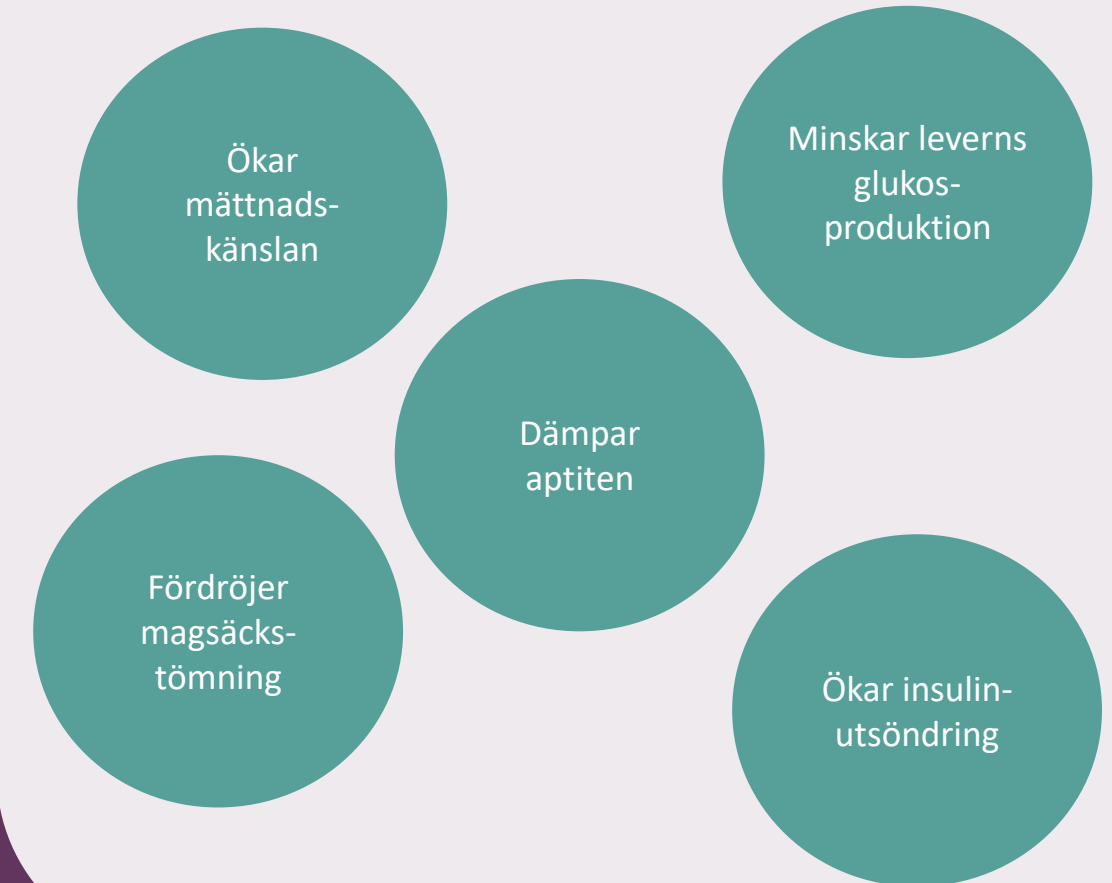 Ökar
mättnads-
känslan
Minskar leverns
glukos-
produktion
Dämpar
aptiten
Fördröjer
magsäcks-
tömning
Ökar insulin-
utsöndring